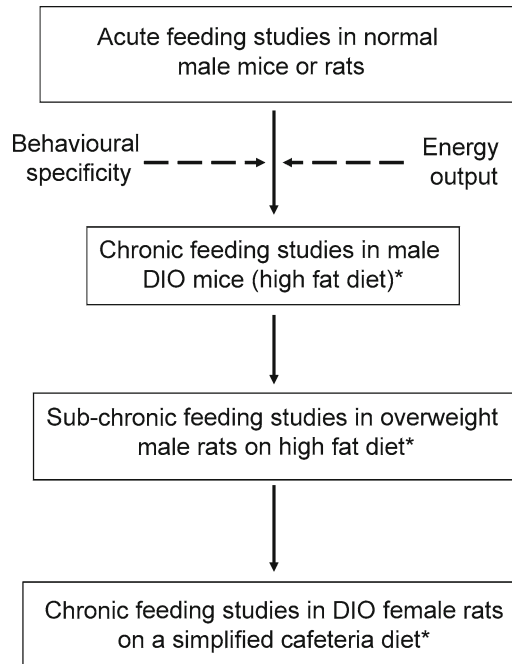 Acute feeding studies in normal
male mice or rats
Behavioural
specificity
Energy
output
Chronic feeding studies in male
DIO mice (high fat diet)*
Sub-chronic feeding studies in overweight
male rats on high fat diet*
Chronic feeding studies in DIO female rats
on a simplified cafeteria diet*